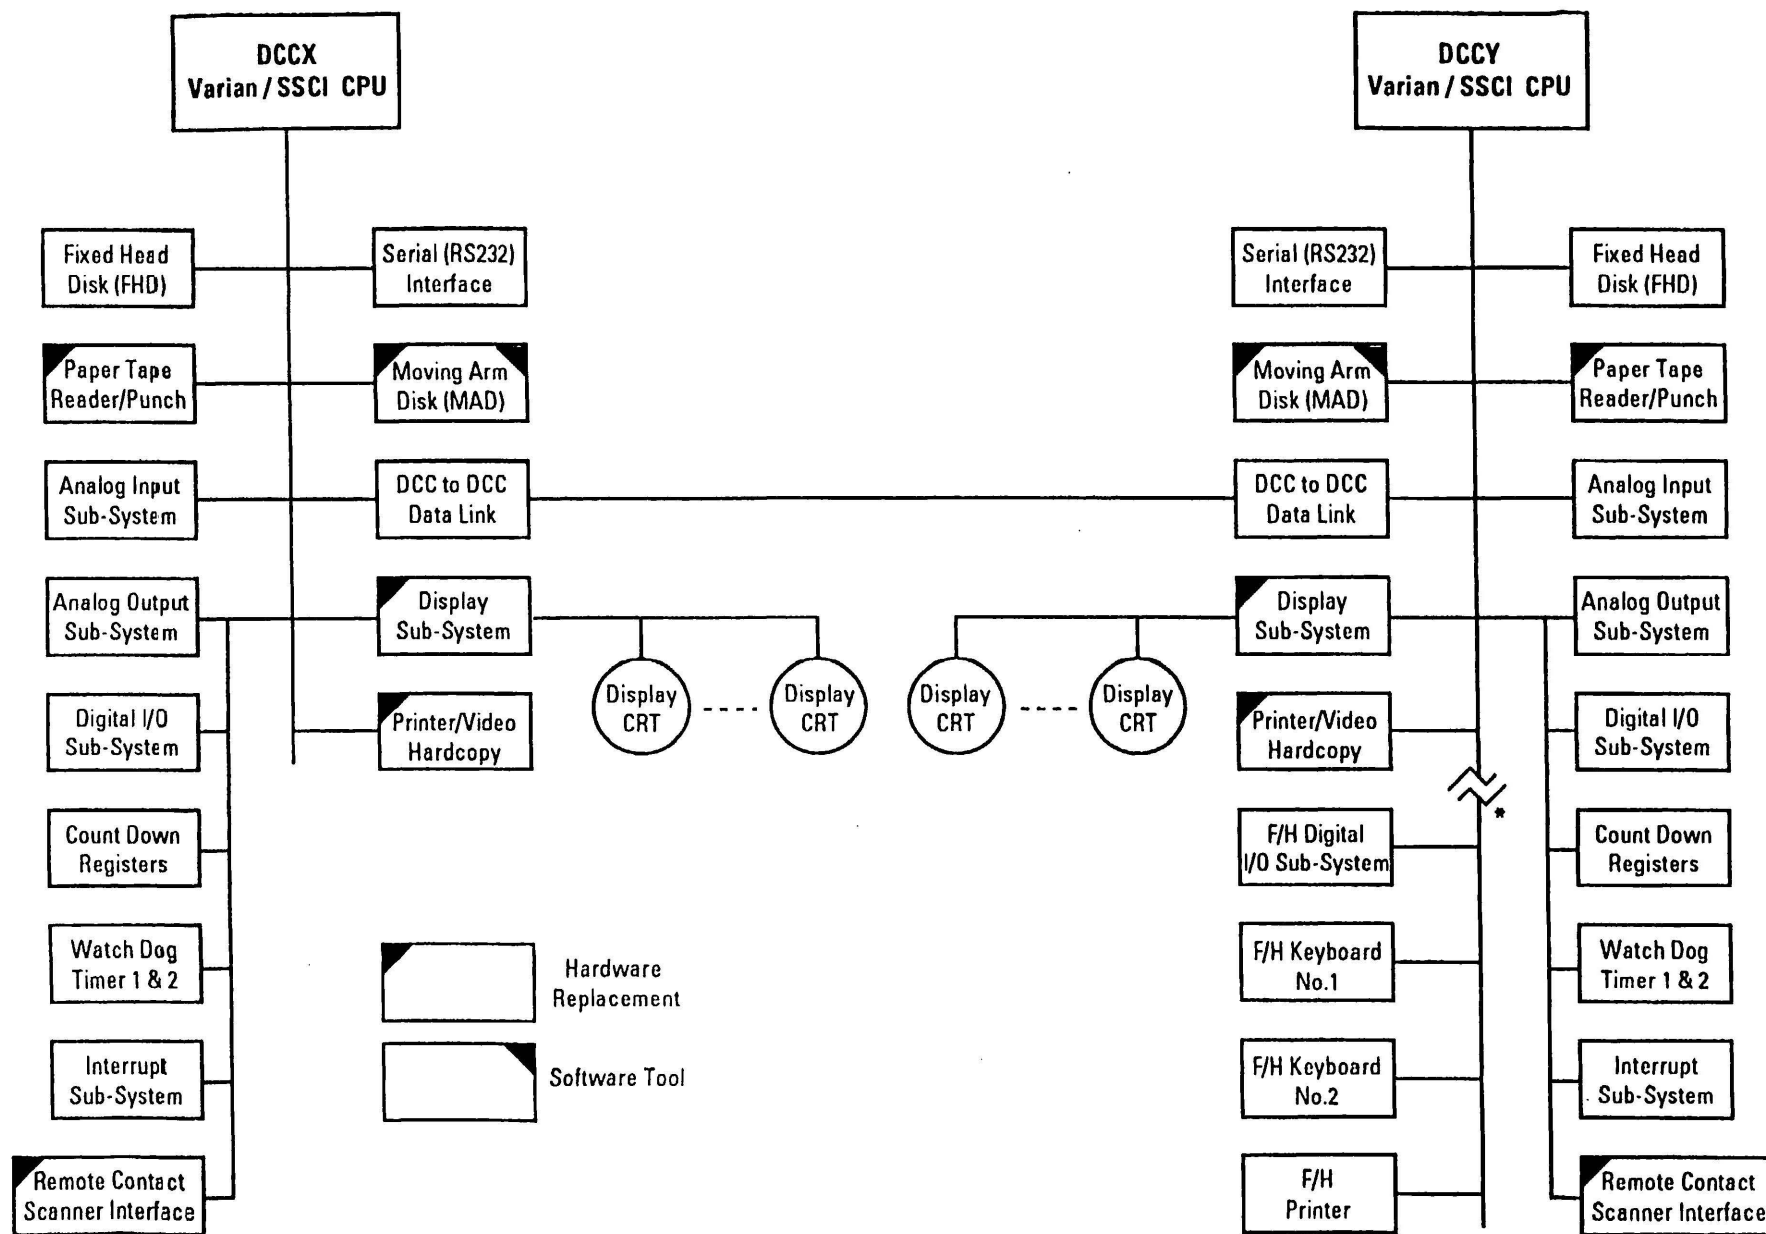 DCCX
Varian / SSCI CPU
DCCY
Varian / SSCI CPU
Fixed Head
Disk (FHD)
Serial (RS232)
Interface
Serial (RS232)
Interface
Fixed Head
Disk (FHD)
Paper Tape
Reader/Punch
Moving Arm
Disk (MAD)
Moving Arm
Disk (MAD)
Paper Tape
Reader/Punch
Analog Input
Sub-System
DCC to DCC
Data Link
DCC to DCC
Data Link
Analog Input
Sub-System
Analog Output
Sub-System
Display
Sub-System
Display
Sub-System
Analog Output
Sub-System
Display
CRT
Display
CRT
Display
CRT
Display
CRT
Digital I/O
Sub-System
Printer/Video
Hardcopy
Printer/Video
Hardcopy
Digital I/O
Sub-System
*
Count Down
Registers
F/H Digital
I/O Sub-System
Count Down
Registers
Watch Dog
Timer 1 & 2
Hardware
Replacement
F/H Keyboard
No.1
Watch Dog
Timer 1 & 2
Interrupt
Sub-System
Software Tool
F/H Keyboard
No.2
Interrupt
Sub-System
Remote Contact
Scanner Interface
F/H
Printer
Remote Contact
Scanner Interface